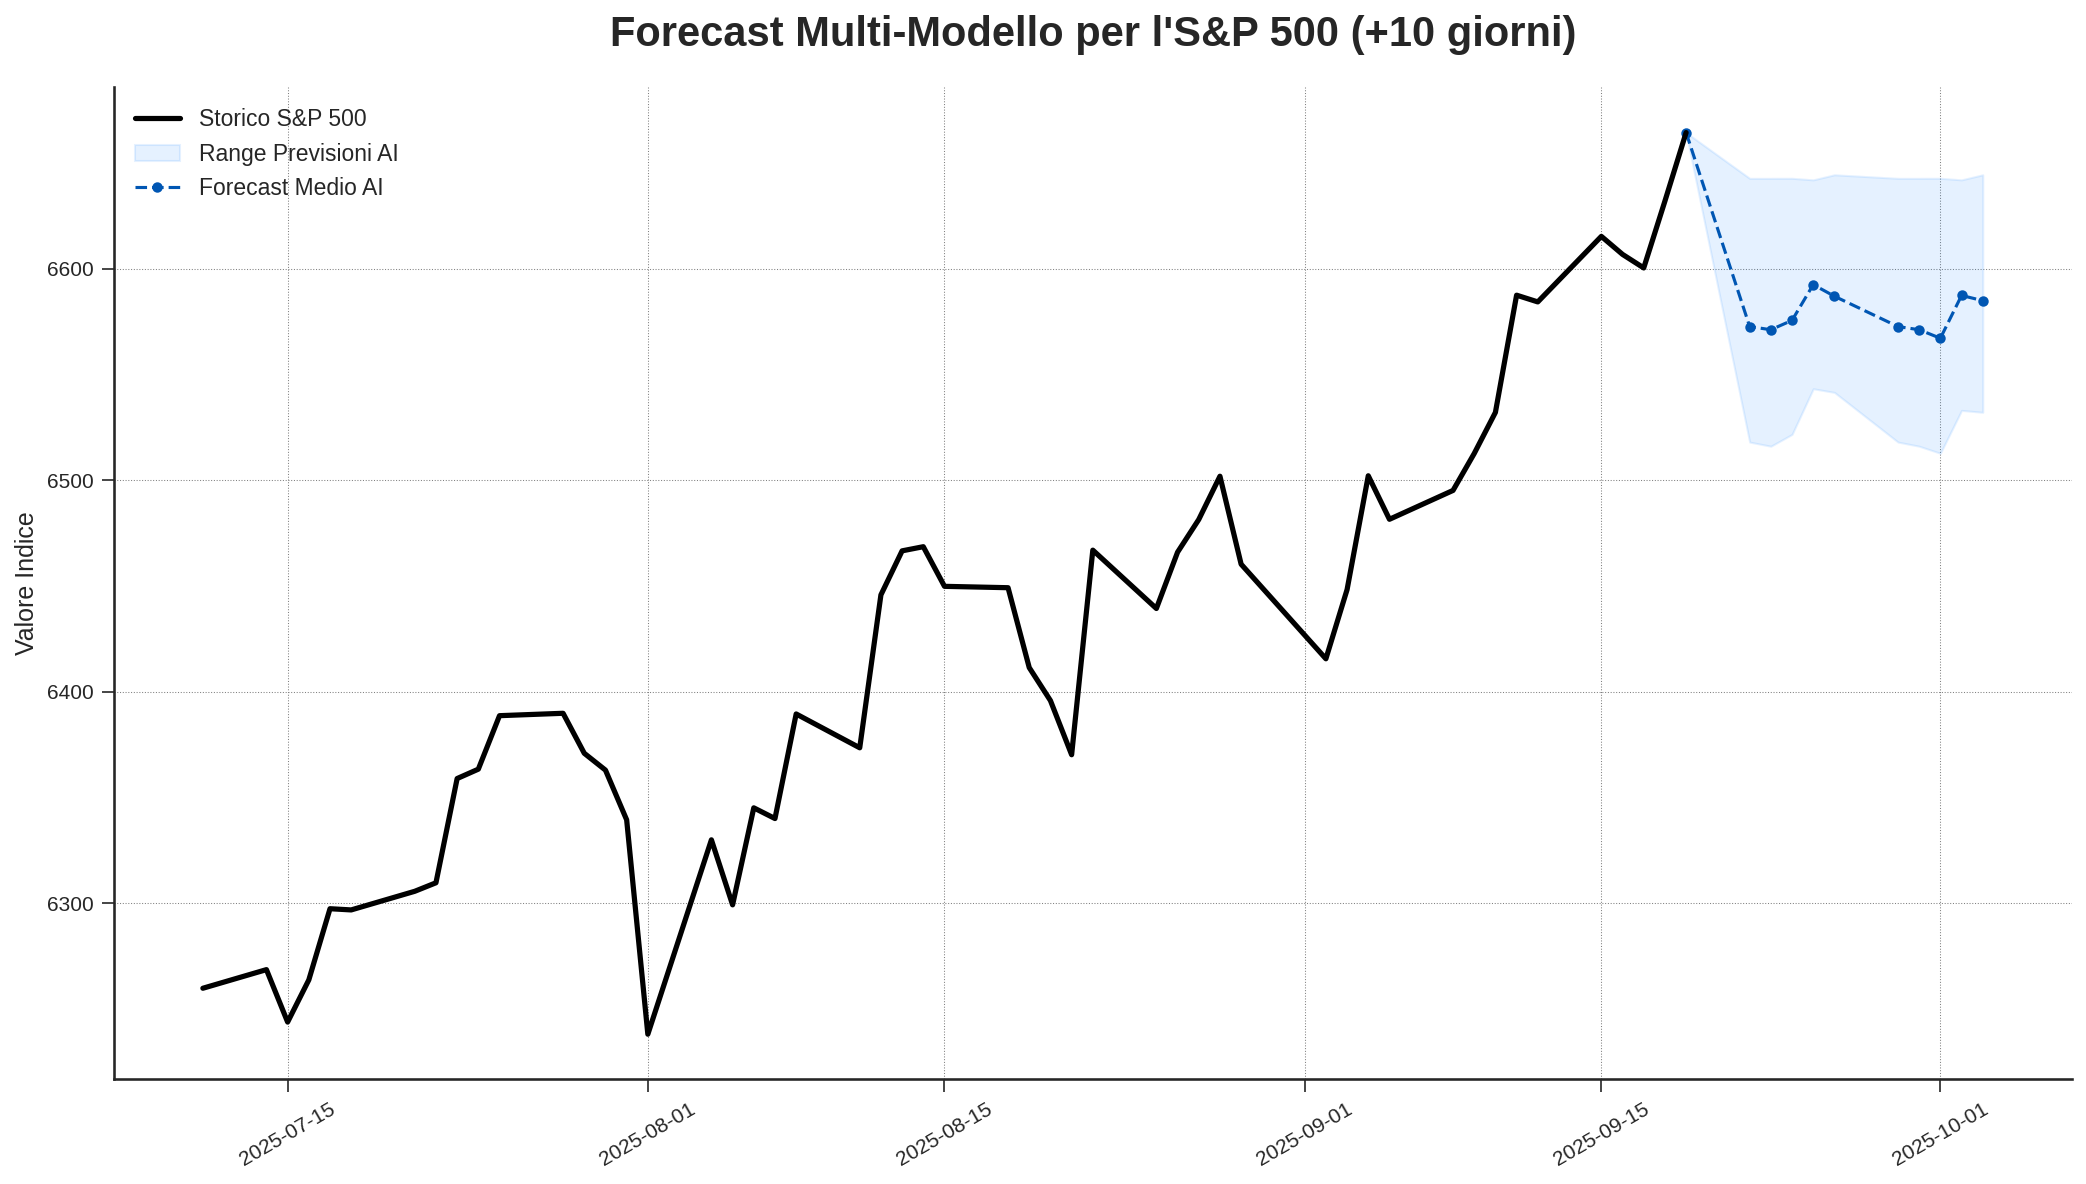 Forecast Multi-Modello per l'S&P 500 (+10 giorni)
Storico S&P 500
Range Previsioni AI
Forecast Medio AI
Valore Indice
6600
6500
6400
6300
2025-07-15
2025-08-01
2025-08-15
2025-09-01
2025-09-15
2025-10-01